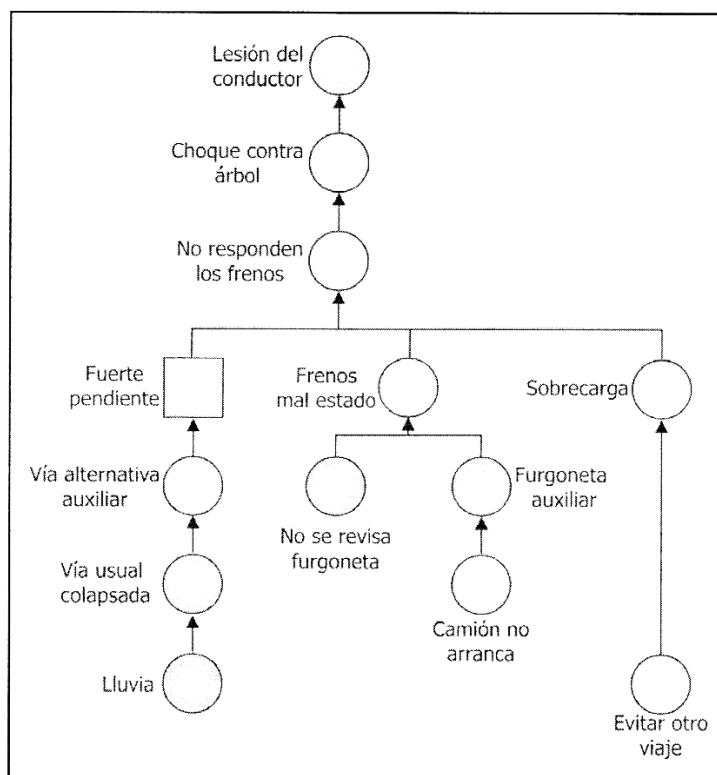 Lesión del
conductor
Choque contra
árbol
No responden
los frenos
Fuerte
pendiente
Frenos
mal estado
Sobrecarga
Vía alternativa
auxiliar
No se revisa
furgoneta
Furgoneta
auxiliar
Vía usual
colapsada
Camión no
arranca
Lluvia
Evitar otro
viaje